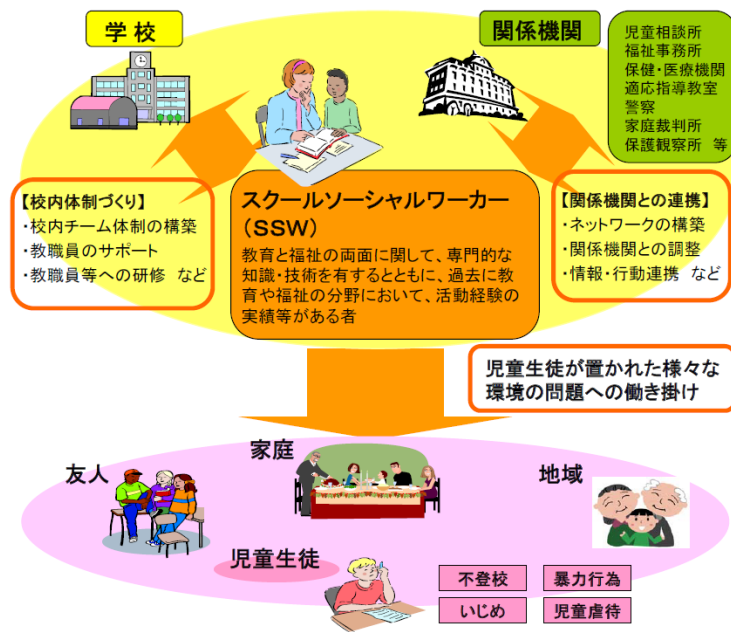 学校
関係機関
児童相談所
福祉事務所
保健・医療機関
適応指導教室
警察
家庭裁判所
保護観察所 等
【校内体制づくり】
・校内チーム体制の構築
・教職員のサポート
・教職員等への研修 など
スクールソーシャルワーカー
(SSW)
教育と福祉の両面に関して、専門的な
知識・技術を有するとともに、過去に教
育や福祉の分野において、活動経験の
実績等がある者
【関係機関との連携】
・ネットワークの構築
・関係機関との調整
・情報・行動連携 など
児童生徒が置かれた様々な
環境の問題への働き掛け
友人
家庭
地域
児童生徒
不登校
暴力行為
いじめ
児童虐待